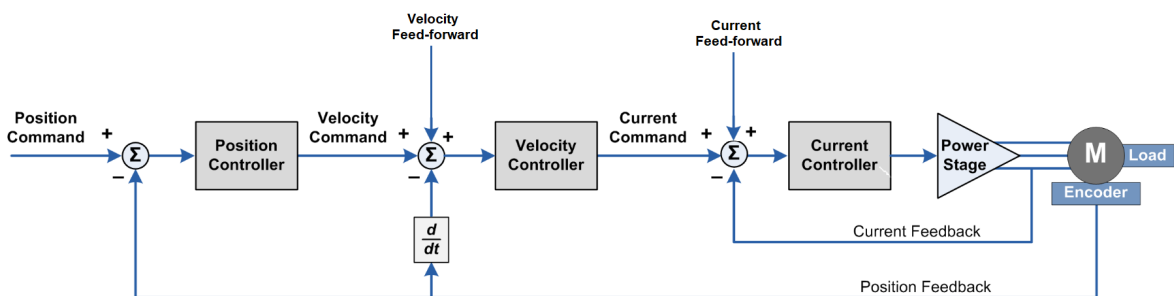 Velocity
Feed-forward
Current
Feed-forward
Position
Command
+
−
Σ
Position
Controller
Velocity
Command
+
+
−
Σ
Velocity
Controller
Current
Command
+
+
−
Σ
Current
Controller
Power
Stage
M
Load
Encoder
d
dt
Current Feedback
Position Feedback